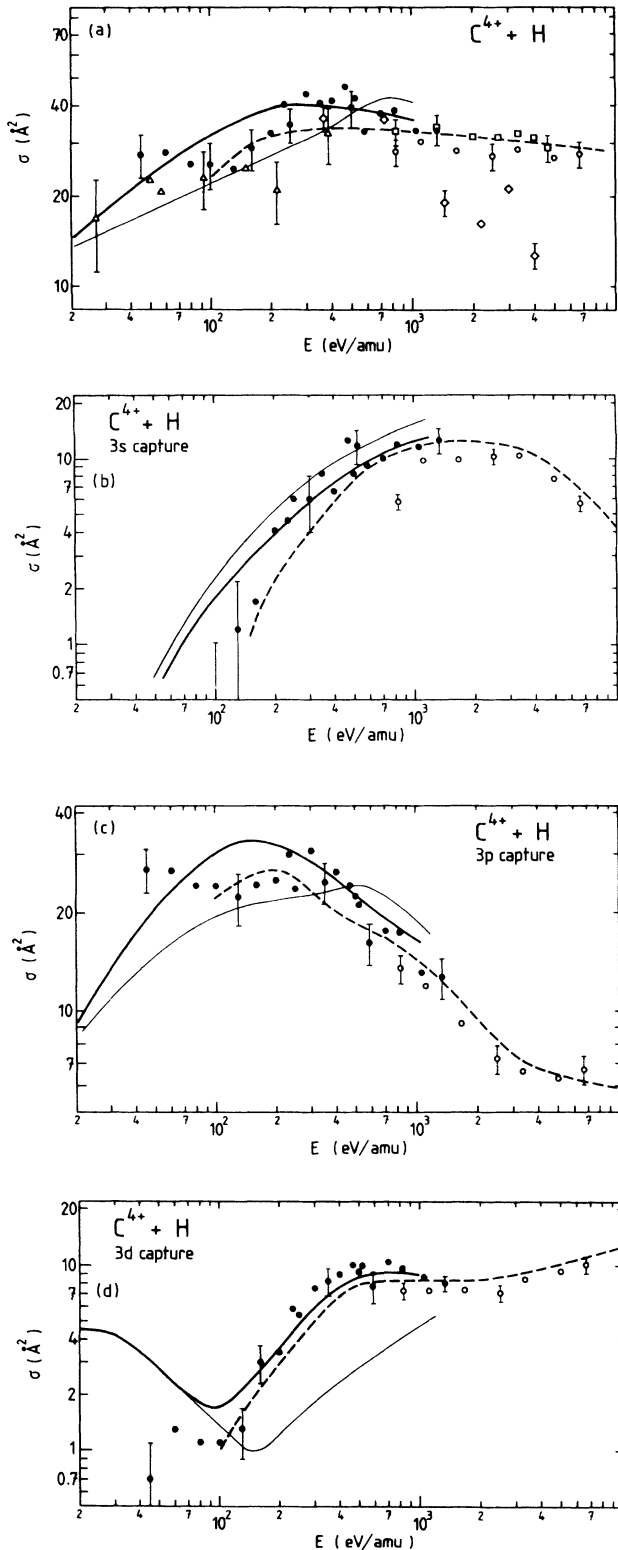 (a)
C⁴⁺ + H
70
40
20
10
σ (Å²)
2 4 7 10² 2 4 7 10³ 2 4 7
E (eV/amu)
C⁴⁺ + H
3s capture
(b)
20
10
7
4
2
1
0.7
σ (Å²)
2 4 7 10² 2 4 7 10³ 2 4 7
E (eV/amu)
(c)
C⁴⁺ + H
3p capture
40
20
10
7
σ (Å²)
2 4 7 10² 2 4 7 10³ 2 4 7
E (eV/amu)
C⁴⁺ + H
3d capture
(d)
20
10
7
4
2
1
0.7
σ (Å²)
2 4 7 10² 2 4 7 10³ 2 4 7
E (eV/amu)